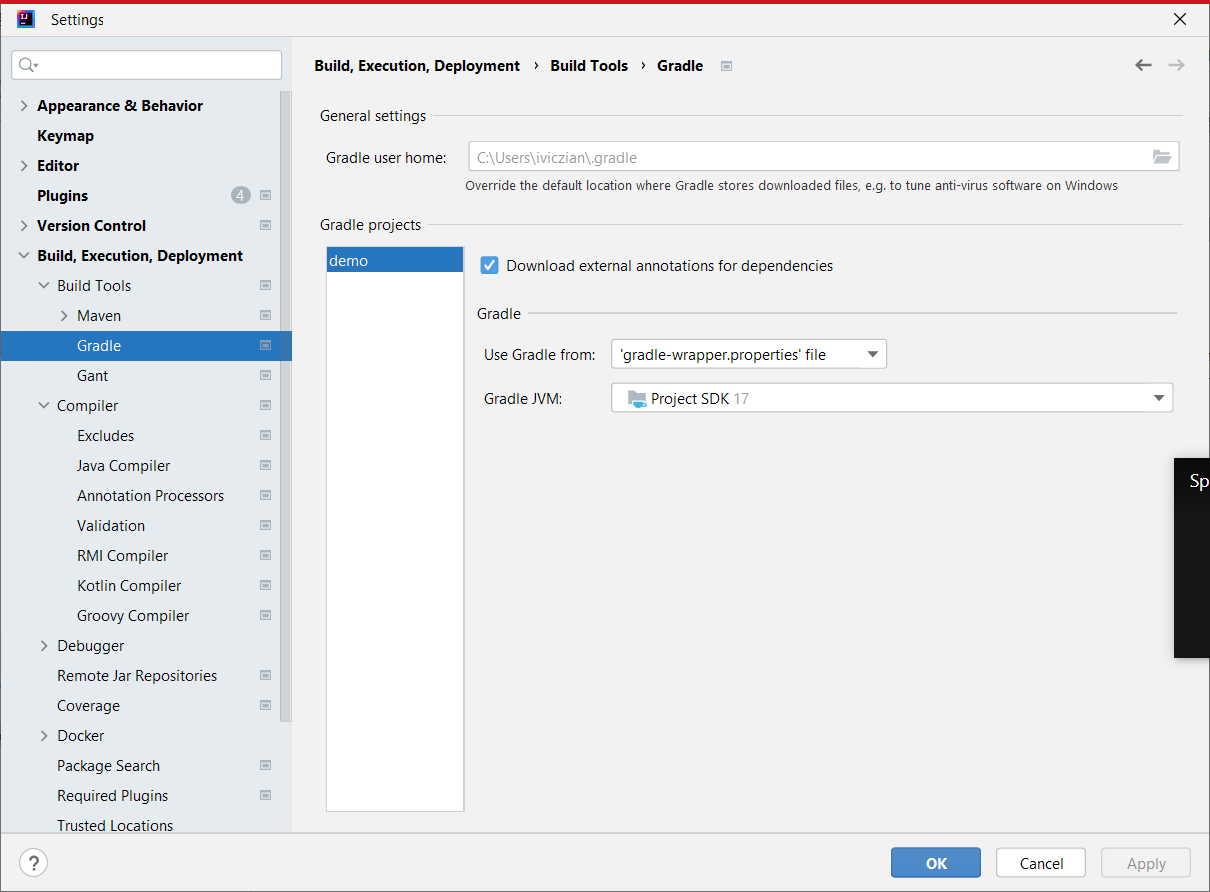 Settings
Build, Execution, Deployment › Build Tools › Gradle
Appearance & Behavior
Keymap
Editor
Plugins 4
Version Control
Build, Execution, Deployment
Build Tools
Maven
Gradle
Gant
Compiler
Excludes
Java Compiler
Annotation Processors
Validation
RMI Compiler
Kotlin Compiler
Groovy Compiler
Debugger
Remote Jar Repositories
Coverage
Docker
Package Search
Required Plugins
Trusted Locations
General settings
Gradle user home: C:\Users\iviczian\.gradle
Override the default location where Gradle stores downloaded files, e.g. to tune anti-virus software on Windows
Gradle projects
demo
Download external annotations for dependencies
Gradle
Use Gradle from: 'gradle-wrapper.properties' file
Gradle JVM: Project SDK 17
Sp
? OK Cancel Apply